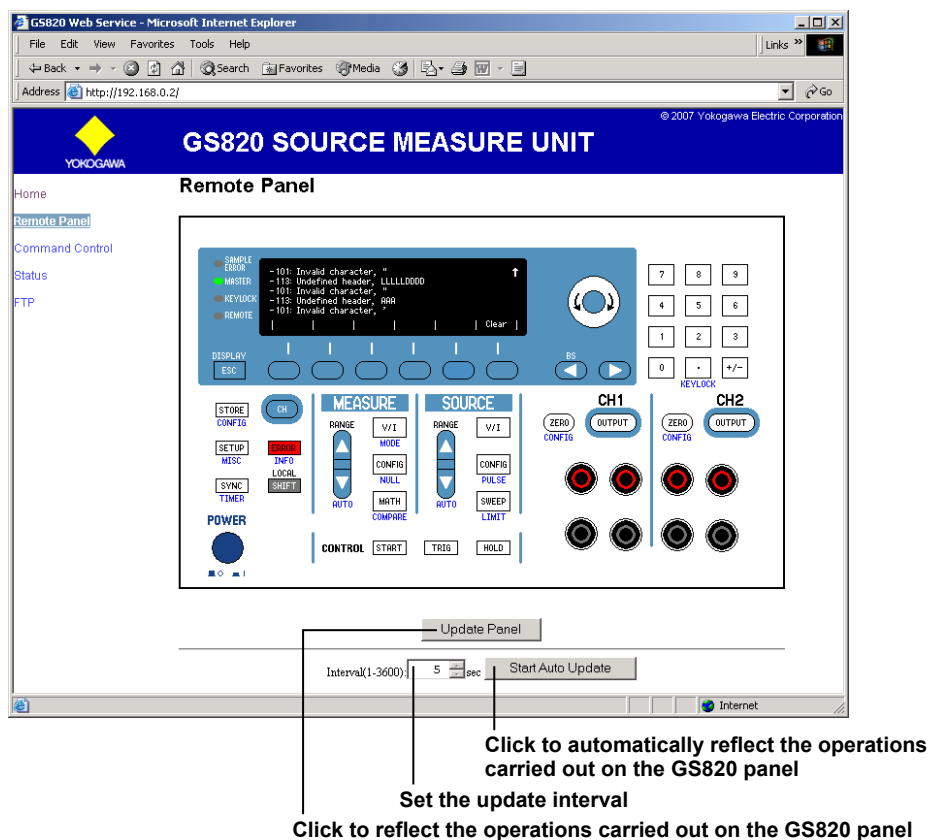 GS820 Web Service - Microsoft Internet Explorer
File Edit View Favorites Tools Help Links »
Back Search Favorites Media
Address http://192.168.0.2/ Go
© 2007 Yokogawa Electric Corporation
YOKOGAWA
GS820 SOURCE MEASURE UNIT
Home
Remote Panel
Command Control
Status
FTP
Remote Panel
SAMPLE
ERROR
MASTER
KEYLOCK
REMOTE
-101: Invalid character, "
-113: Undefined header, LLLLLDDDD
-101: Invalid character, "
-113: Undefined header, AAA
-101: Invalid character, '
Clear
7 8 9
4 5 6
1 2 3
0 . +/-
KEYLOCK
DISPLAY
ESC
BS
STORE
CONFIG
CH
SETUP
MISC
ERROR
INFO
LOCAL
SYNC
TIMER
SHIFT
POWER
MEASURE
RANGE
AUTO
V/I
MODE
CONFIG
NULL
MATH
COMPARE
SOURCE
RANGE
AUTO
V/I
CONFIG
PULSE
SWEEP
LIMIT
CONTROL START TRIG HOLD
CH1
ZERO
CONFIG
OUTPUT
CH2
ZERO
CONFIG
OUTPUT
Update Panel
Interval(1-3600): 5 sec Start Auto Update
Internet
Click to automatically reflect the operations
carried out on the GS820 panel
Set the update interval
Click to reflect the operations carried out on the GS820 panel